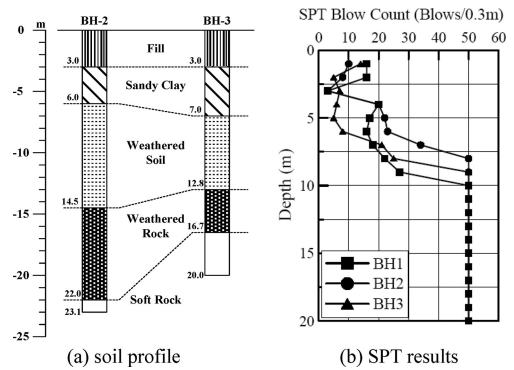 m
BH-2
BH-3
0
-5
-10
-15
-20
-25
Fill
3.0
3.0
Sandy Clay
6.0
7.0
Weathered
Soil
12.8
14.5
Weathered
Rock
16.7
20.0
22.0
Soft Rock
23.1
(a) soil profile
SPT Blow Count (Blows/0.3m)
0 10 20 30 40 50 60
Depth (m)
0
5
10
15
20
BH1
BH2
BH3
(b) SPT results